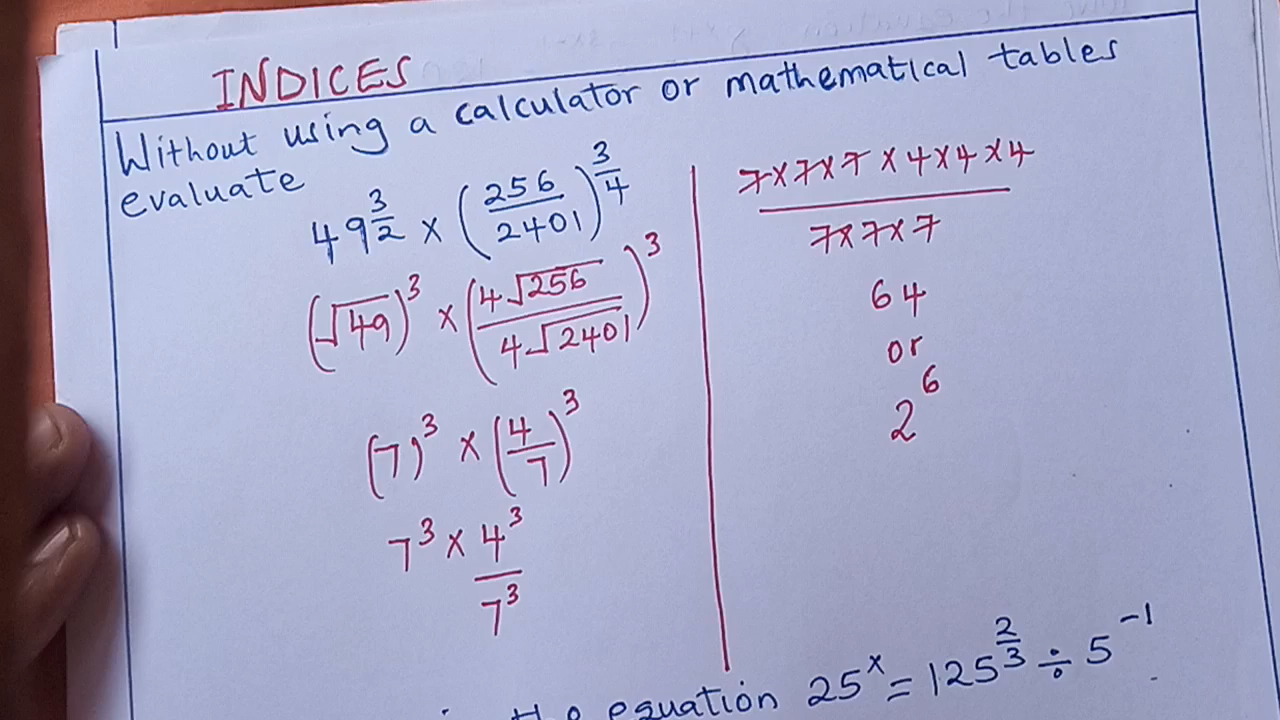 INDICES
Without using a calculator or mathematical tables
evaluate
49^{3/2} × (256/2401)^{3/4}
(√49)^3 × (4√256 / 4√2401)^3
(7)^3 × (4/7)^3
7^3 × 4^3/7^3
7×7×7×4×4×4
7×7×7
64
or
2^6
equation 25^x = 125^{2/3} ÷ 5^{-1}